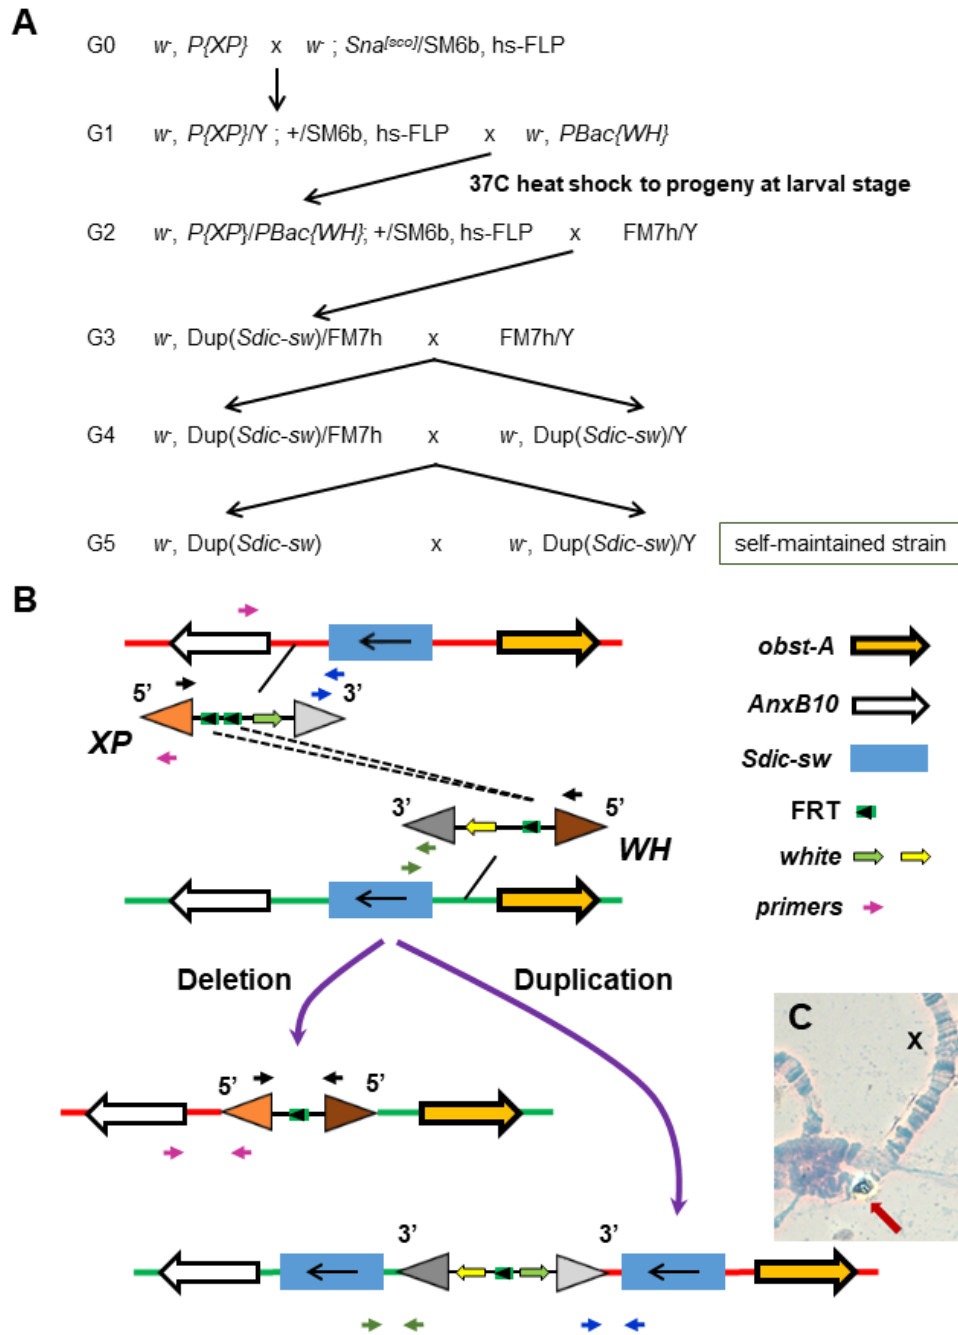 A
G0 w-, P{XP} x w- ; Sna[sco]/SM6b, hs-FLP
G1 w-, P{XP}/Y ; +/SM6b, hs-FLP x w-, PBac{WH}
37C heat shock to progeny at larval stage
G2 w-, P{XP}/PBac{WH}; +/SM6b, hs-FLP x FM7h/Y
G3 w-, Dup(Sdic-sw)/FM7h x FM7h/Y
G4 w-, Dup(Sdic-sw)/FM7h x w-, Dup(Sdic-sw)/Y
G5 w-, Dup(Sdic-sw) x w-, Dup(Sdic-sw)/Y self-maintained strain
B
obst-A
5' 3'
XP
AnxB10
Sdic-sw
3' 5'
WH
FRT
white
primers
Deletion Duplication
C
X
5' 5'
3' 3'